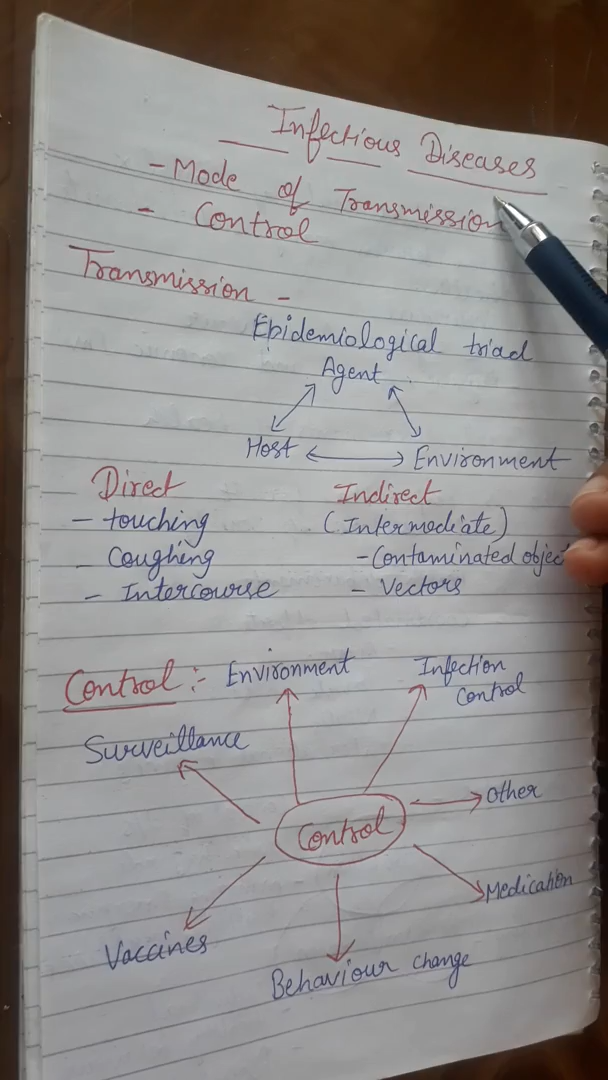 Infectious Diseases
- Mode of Transmission
- Control
Transmission -
Epidemiological triad
Agent
Host
Environment
Direct
- touching
- Coughing
- Intercourse
Indirect
(Intermediate)
- Contaminated objec
- Vectors
Control :-
Environment
Infection
control
Surveillance
Other
Control
Medication
Vaccines
Behaviour change